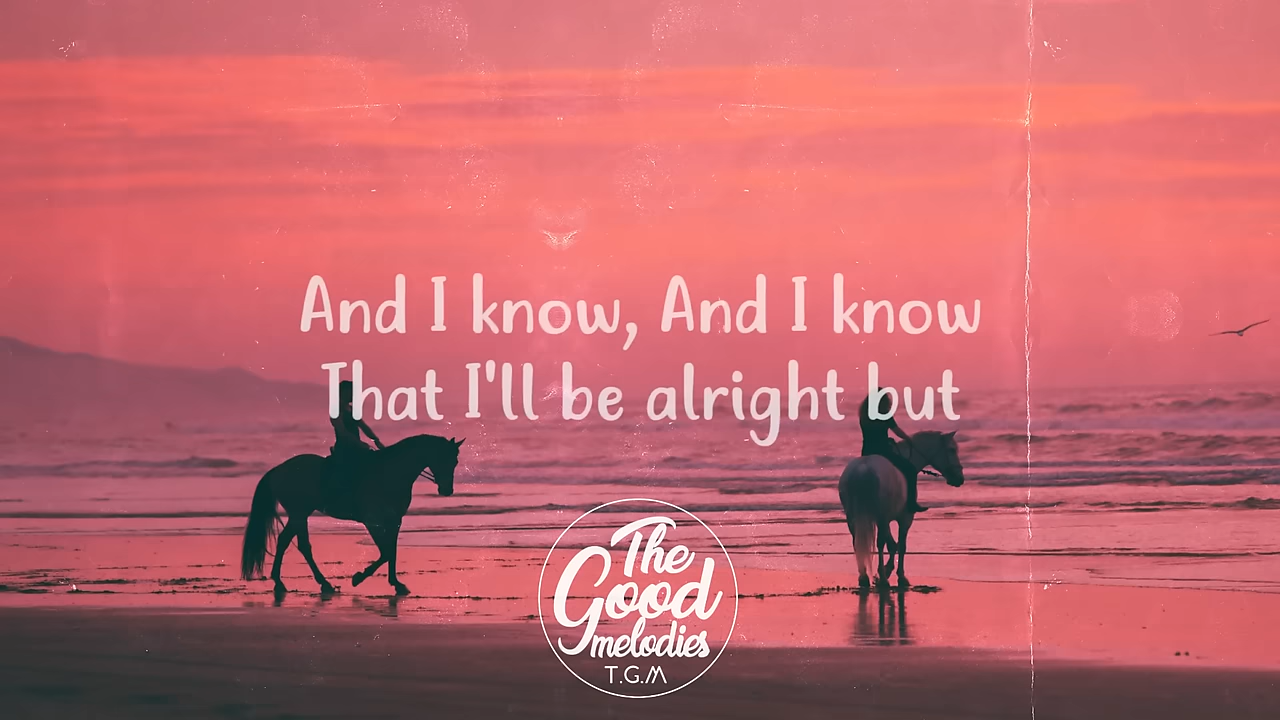 And I know, And I know
That I'll be alright but
The
Good
melodies
T.G.M